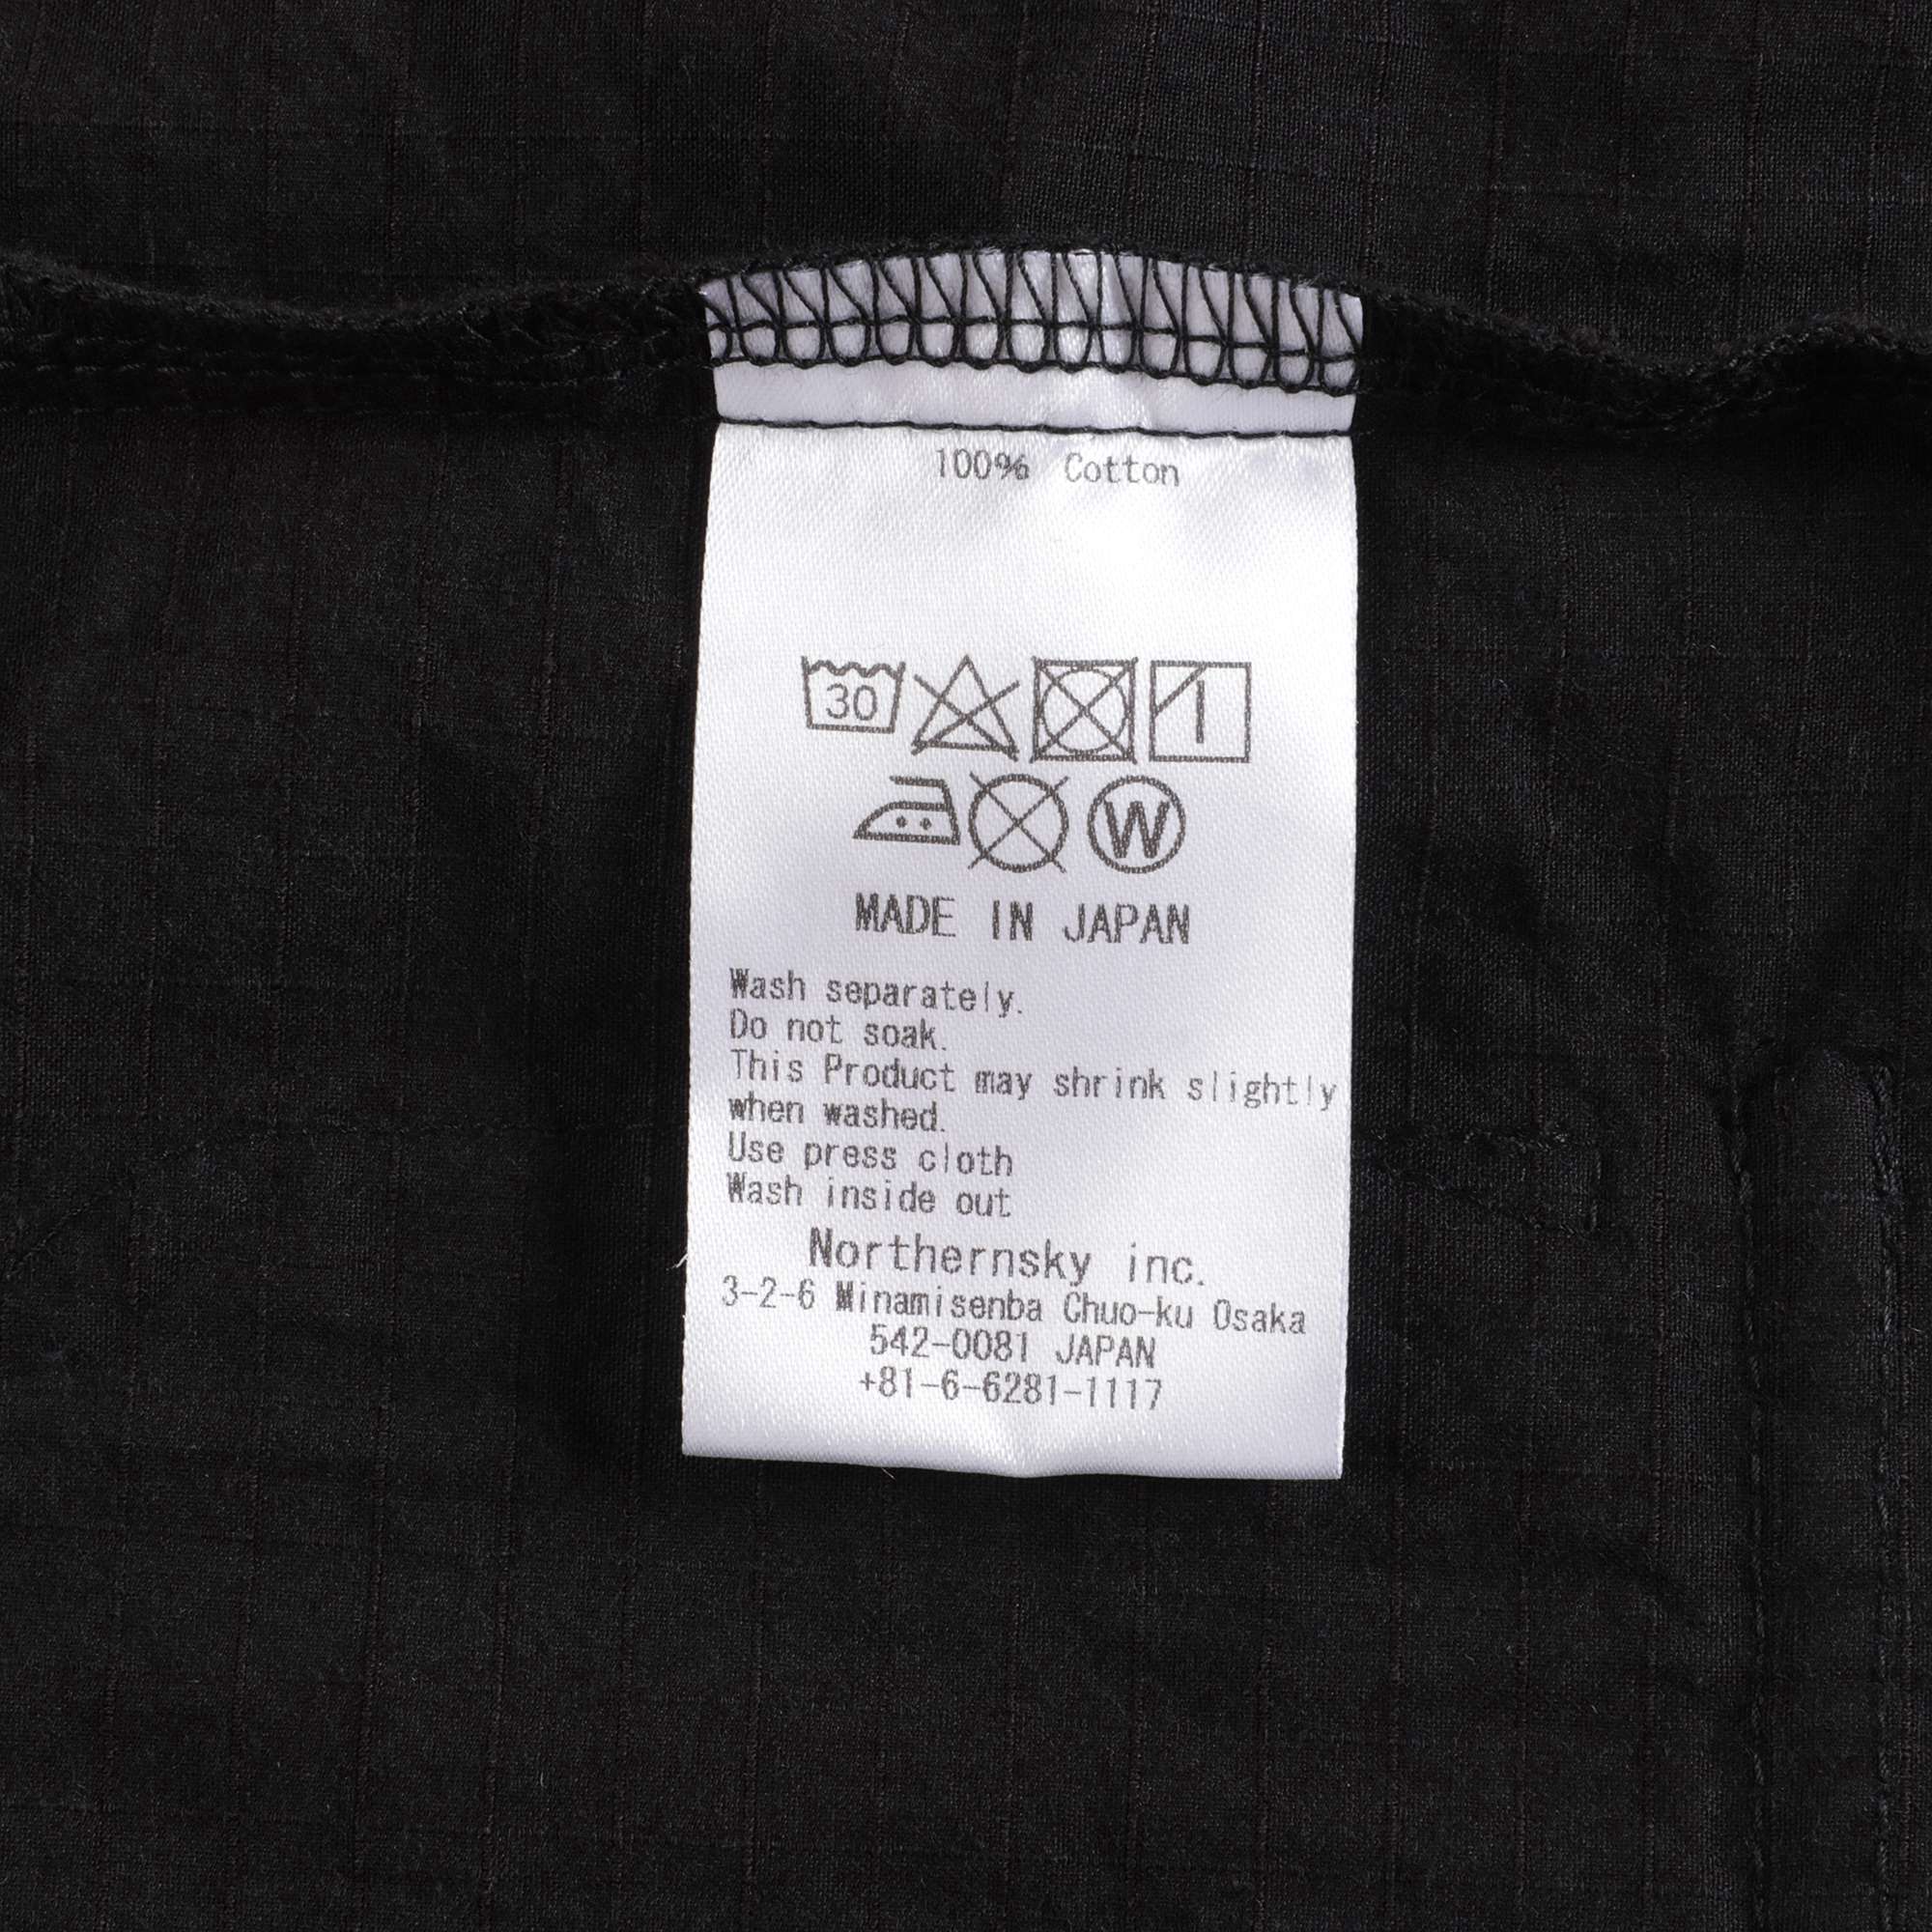 100% Cotton
30
W
MADE IN JAPAN
Wash separately.
Do not soak.
This Product may shrink slightly
when washed.
Use press cloth
Wash inside out
Northernsky inc.
3-2-6 Minamisenba Chuo-ku Osaka
542-0081 JAPAN
+81-6-6281-1117